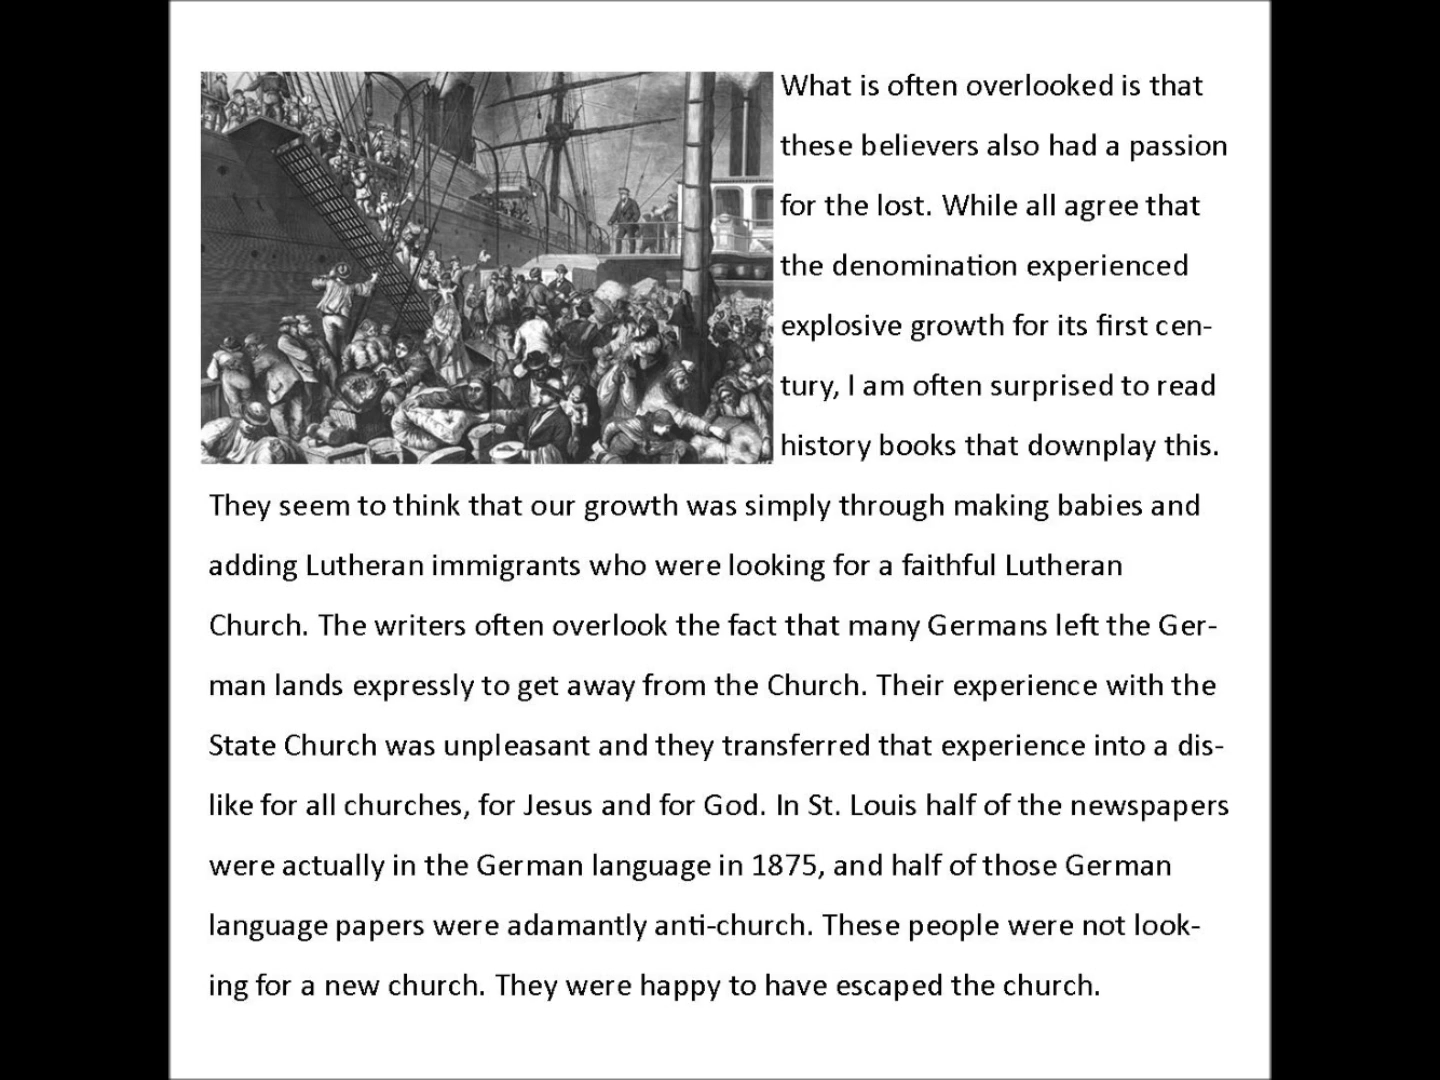 What is often overlooked is that
these believers also had a passion
for the lost. While all agree that
the denomination experienced
explosive growth for its first cen-
tury, I am often surprised to read
history books that downplay this.
They seem to think that our growth was simply through making babies and
adding Lutheran immigrants who were looking for a faithful Lutheran
Church. The writers often overlook the fact that many Germans left the Ger-
man lands expressly to get away from the Church. Their experience with the
State Church was unpleasant and they transferred that experience into a dis-
like for all churches, for Jesus and for God. In St. Louis half of the newspapers
were actually in the German language in 1875, and half of those German
language papers were adamantly anti-church. These people were not look-
ing for a new church. They were happy to have escaped the church.